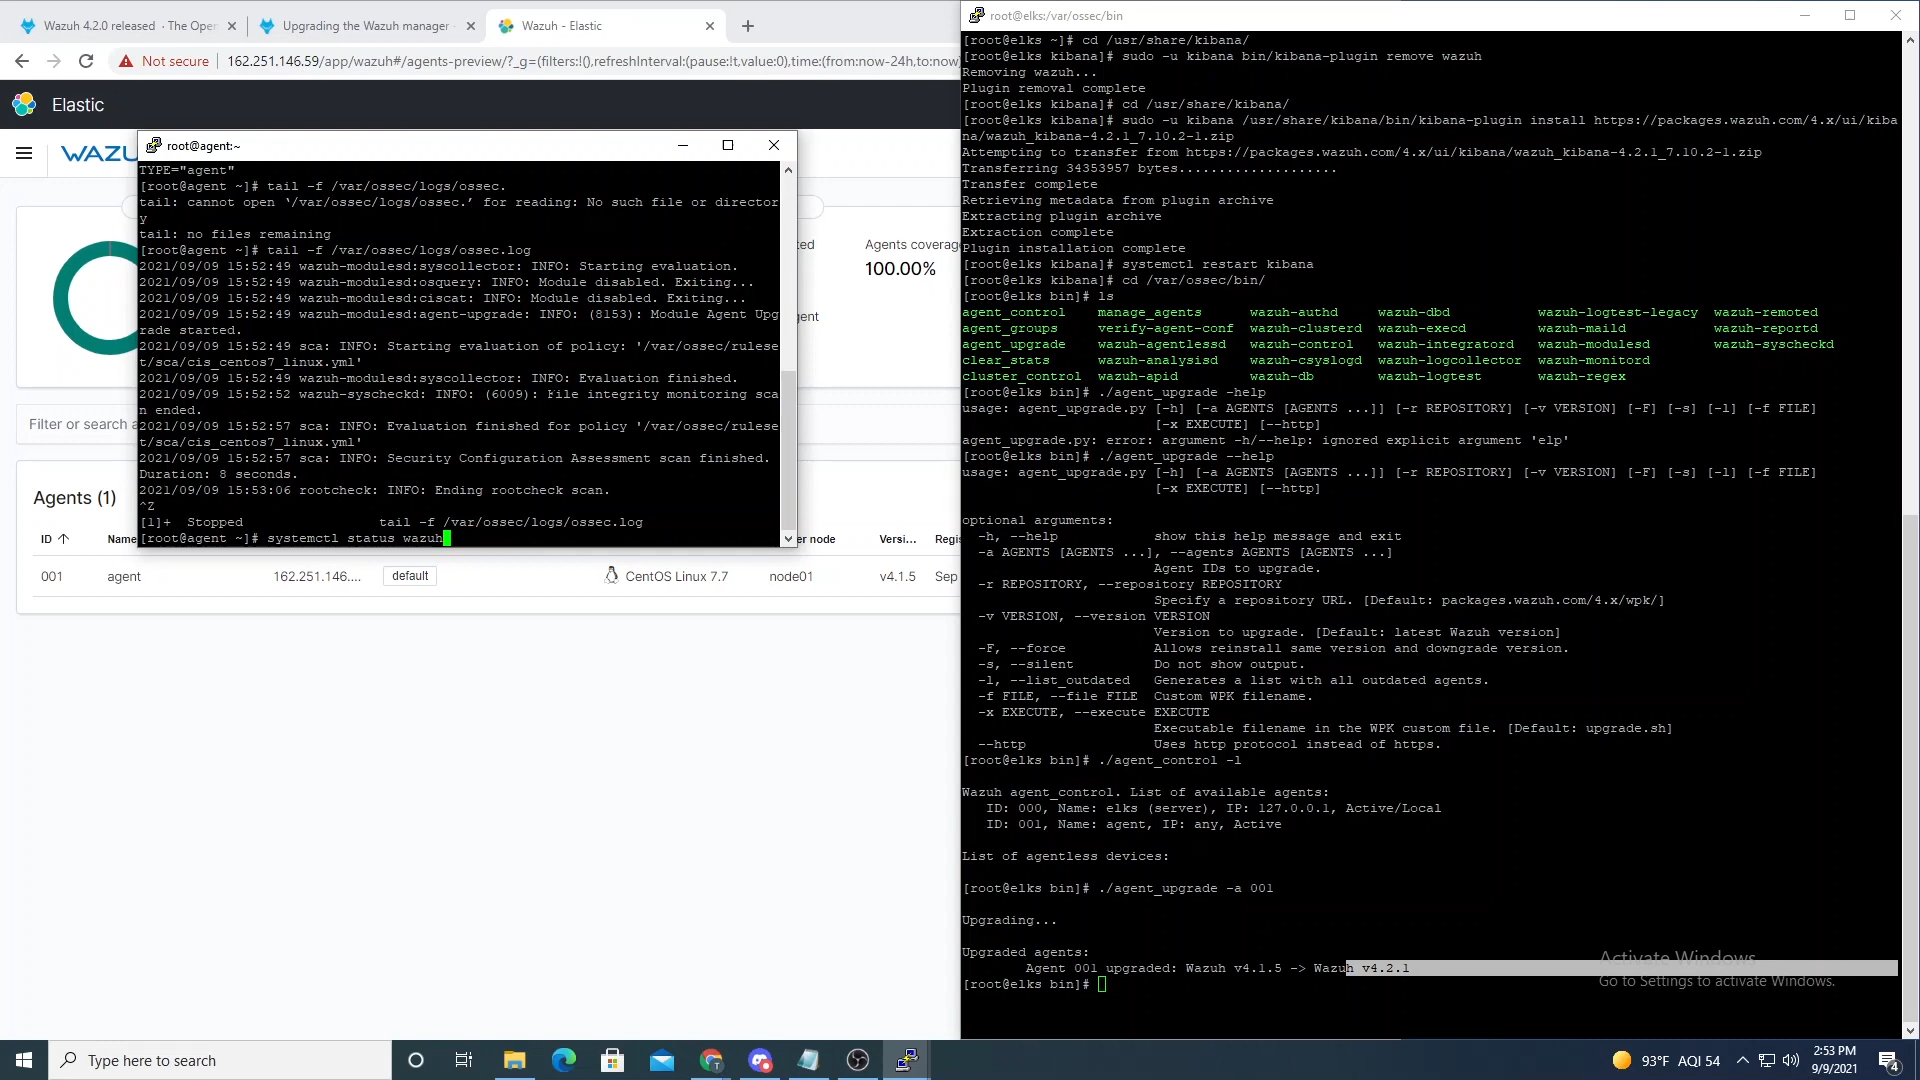 Wazuh 4.2.0 released · The Open
Upgrading the Wazuh manager
Wazuh - Elastic
Not secure
162.251.146.59/app/wazuh#/agents-preview/?_g=(filters:!(),refreshInterval:(pause:!t,value:0),time:(from:now-24h,to:now
Elastic
WAZU
ted
Agents coverage
100.00%
gent
Filter or search a
Agents (1)
ID
Name
er node
Versi...
Regis
001
agent
162.251.146....
default
CentOS Linux 7.7
node01
v4.1.5
Sep
root@agent:~
TYPE="agent"
[root@agent ~]# tail -f /var/ossec/logs/ossec.
tail: cannot open ‘/var/ossec/logs/ossec.’ for reading: No such file or director
y
tail: no files remaining
[root@agent ~]# tail -f /var/ossec/logs/ossec.log
2021/09/09 15:52:49 wazuh-modulesd:syscollector: INFO: Starting evaluation.
2021/09/09 15:52:49 wazuh-modulesd:osquery: INFO: Module disabled. Exiting...
2021/09/09 15:52:49 wazuh-modulesd:ciscat: INFO: Module disabled. Exiting...
2021/09/09 15:52:49 wazuh-modulesd:agent-upgrade: INFO: (8153): Module Agent Upg
rade started.
2021/09/09 15:52:49 sca: INFO: Starting evaluation of policy: '/var/ossec/rulese
t/sca/cis_centos7_linux.yml'
2021/09/09 15:52:49 wazuh-modulesd:syscollector: INFO: Evaluation finished.
2021/09/09 15:52:52 wazuh-syscheckd: INFO: (6009): File integrity monitoring sca
n ended.
2021/09/09 15:52:57 sca: INFO: Evaluation finished for policy '/var/ossec/rulese
t/sca/cis_centos7_linux.yml'
2021/09/09 15:52:57 sca: INFO: Security Configuration Assessment scan finished.
Duration: 8 seconds.
2021/09/09 15:53:06 rootcheck: INFO: Ending rootcheck scan.
^Z
[1]+  Stopped                 tail -f /var/ossec/logs/ossec.log
[root@agent ~]# systemctl status wazuh
root@elks:/var/ossec/bin
[root@elks ~]# cd /usr/share/kibana/
[root@elks kibana]# sudo -u kibana bin/kibana-plugin remove wazuh
Removing wazuh...
Plugin removal complete
[root@elks kibana]# cd /usr/share/kibana/
[root@elks kibana]# sudo -u kibana /usr/share/kibana/bin/kibana-plugin install https://packages.wazuh.com/4.x/ui/kiba
na/wazuh_kibana-4.2.1_7.10.2-1.zip
Attempting to transfer from https://packages.wazuh.com/4.x/ui/kibana/wazuh_kibana-4.2.1_7.10.2-1.zip
Transferring 34353957 bytes....................
Transfer complete
Retrieving metadata from plugin archive
Extracting plugin archive
Extraction complete
Plugin installation complete
[root@elks kibana]# systemctl restart kibana
[root@elks kibana]# cd /var/ossec/bin/
[root@elks bin]# ls
agent_control    manage_agents      wazuh-authd     wazuh-dbd           wazuh-logtest-legacy  wazuh-remoted
agent_groups     verify-agent-conf  wazuh-clusterd  wazuh-execd         wazuh-maild           wazuh-reportd
agent_upgrade    wazuh-agentlessd   wazuh-control   wazuh-integratord   wazuh-modulesd        wazuh-syscheckd
clear_stats      wazuh-analysisd    wazuh-csyslogd  wazuh-logcollector  wazuh-monitord
cluster_control  wazuh-apid         wazuh-db        wazuh-logtest       wazuh-regex
[root@elks bin]# ./agent_upgrade -help
usage: agent_upgrade.py [-h] [-a AGENTS [AGENTS ...]] [-r REPOSITORY] [-v VERSION] [-F] [-s] [-l] [-f FILE]
[-x EXECUTE] [--http]
agent_upgrade.py: error: argument -h/--help: ignored explicit argument 'elp'
[root@elks bin]# ./agent_upgrade --help
usage: agent_upgrade.py [-h] [-a AGENTS [AGENTS ...]] [-r REPOSITORY] [-v VERSION] [-F] [-s] [-l] [-f FILE]
[-x EXECUTE] [--http]
optional arguments:
-h, --help            show this help message and exit
-a AGENTS [AGENTS ...], --agents AGENTS [AGENTS ...]
Agent IDs to upgrade.
-r REPOSITORY, --repository REPOSITORY
Specify a repository URL. [Default: packages.wazuh.com/4.x/wpk/]
-v VERSION, --version VERSION
Version to upgrade. [Default: latest Wazuh version]
-F, --force           Allows reinstall same version and downgrade version.
-s, --silent          Do not show output.
-l, --list_outdated   Generates a list with all outdated agents.
-f FILE, --file FILE  Custom WPK filename.
-x EXECUTE, --execute EXECUTE
Executable filename in the WPK custom file. [Default: upgrade.sh]
--http                Uses http protocol instead of https.
[root@elks bin]# ./agent_control -l
Wazuh agent_control. List of available agents:
ID: 000, Name: elks (server), IP: 127.0.0.1, Active/Local
ID: 001, Name: agent, IP: any, Active
List of agentless devices:
[root@elks bin]# ./agent_upgrade -a 001
Upgrading...
Upgraded agents:
Agent 001 upgraded: Wazuh v4.1.5 -> Wazuh v4.2.1
[root@elks bin]#
Activate Windows
Go to Settings to activate Windows.
Type here to search
93°F AQI 54
2:53 PM
9/9/2021
4